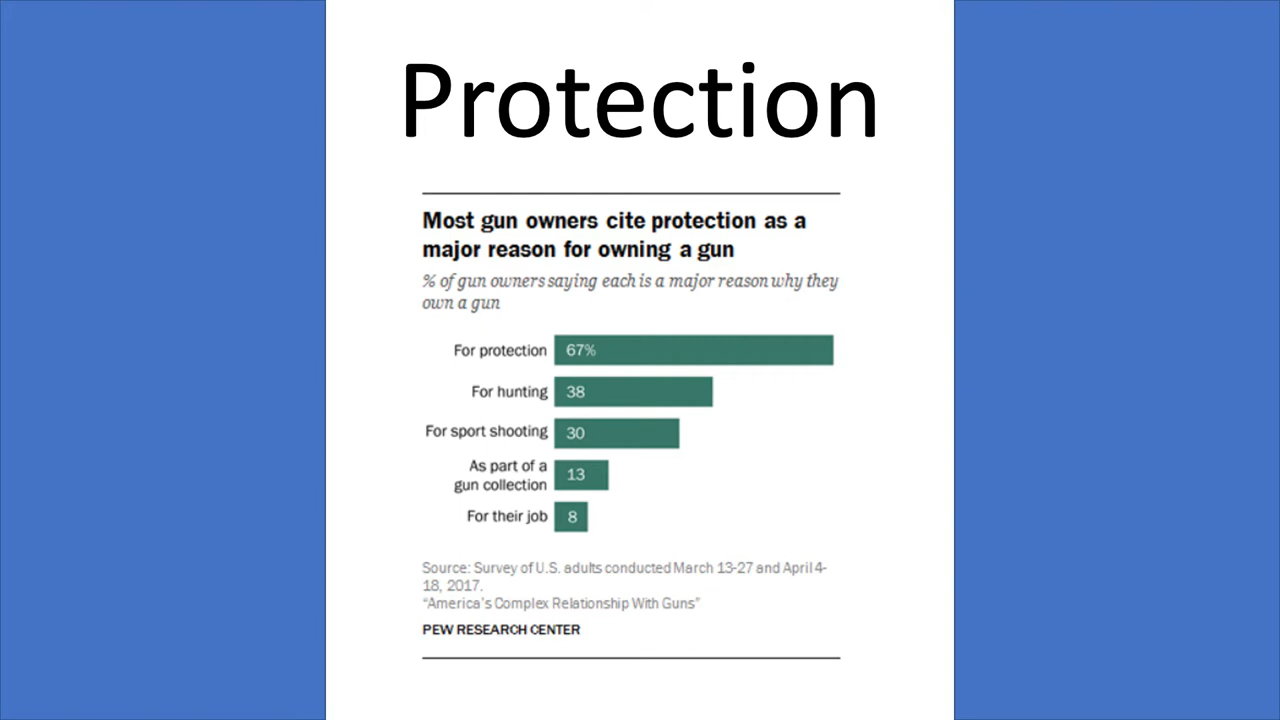 Protection
Most gun owners cite protection as a
major reason for owning a gun
% of gun owners saying each is a major reason why they
own a gun
For protection 67%
For hunting 38
For sport shooting 30
As part of a
gun collection 13
For their job 8
Source: Survey of U.S. adults conducted March 13-27 and April 4-
18, 2017.
“America’s Complex Relationship With Guns”
PEW RESEARCH CENTER